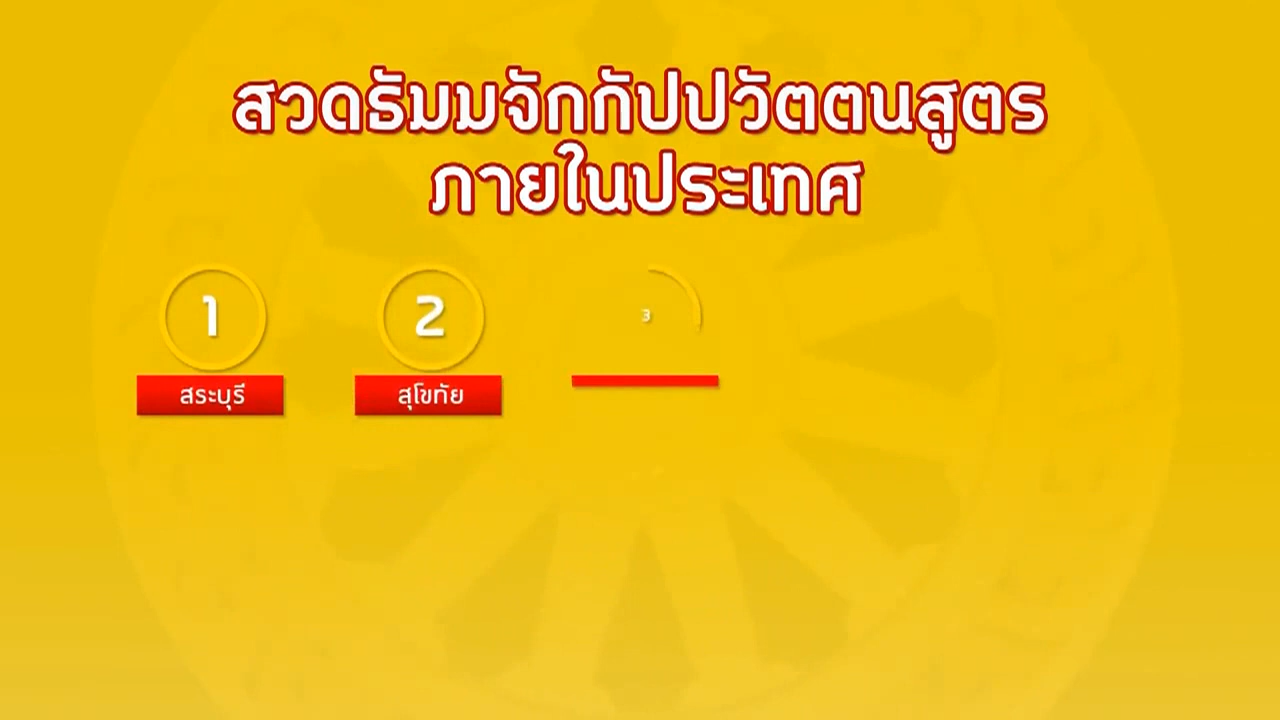 สวดธัมมจักกัปปวัตตนสูตร
ภายในประเทศ
1
2
3
สระบุรี
สุโขทัย